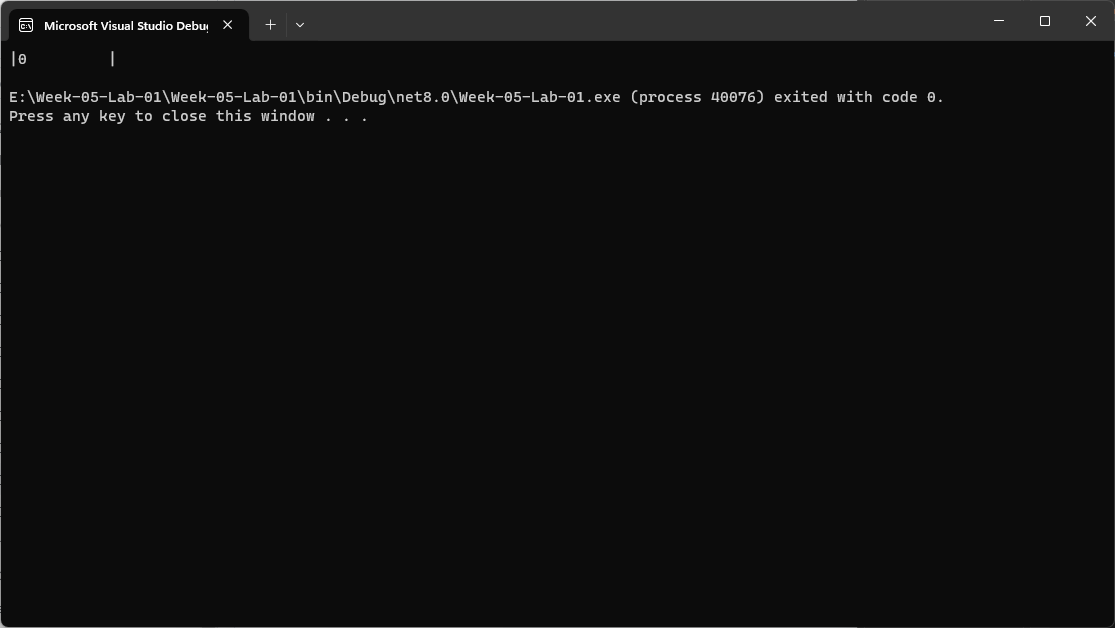 Microsoft Visual Studio Debu
|0         |
E:\Week-05-Lab-01\Week-05-Lab-01\bin\Debug\net8.0\Week-05-Lab-01.exe (process 40076) exited with code 0.
Press any key to close this window . . .